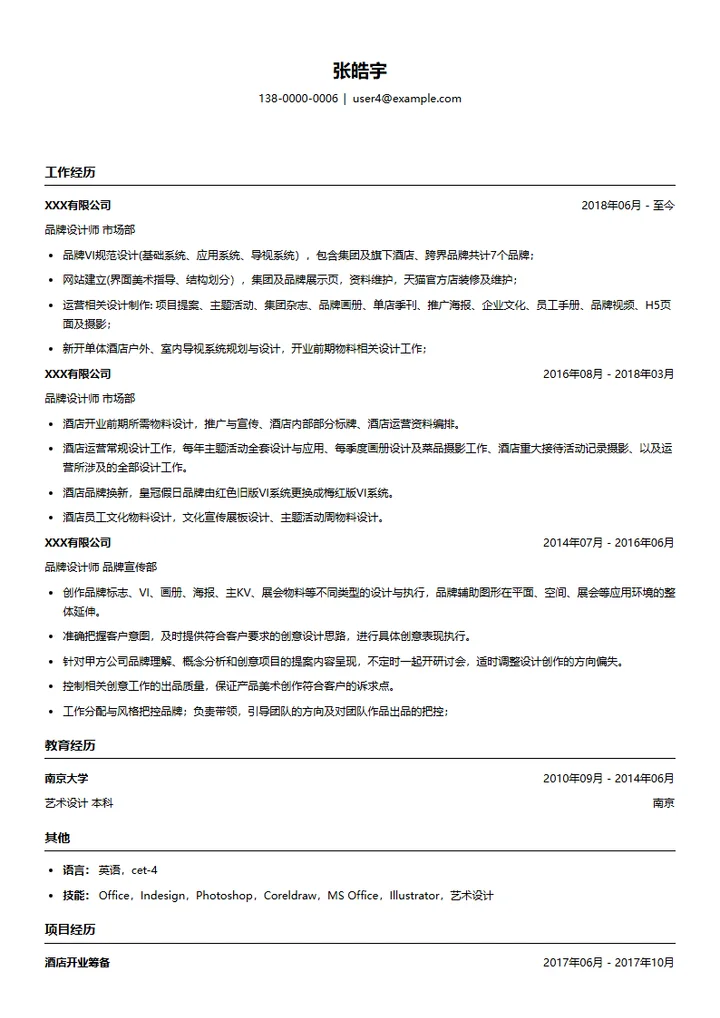 张皓宇
138-0000-0006 | user4@example.com
工作经历
XXX有限公司 2018年06月 - 至今
品牌设计师 市场部
• 品牌VI规范设计(基础系统、应用系统、导视系统），包含集团及旗下酒店、跨界品牌共计7个品牌；
• 网站建立(界面美术指导、结构划分），集团及品牌展示页，资料维护，天猫官方店装修及维护；
• 运营相关设计制作: 项目提案、主题活动、集团杂志、品牌画册、单店季刊、推广海报、企业文化、员工手册、品牌视频、H5页
面及摄影；
• 新开单体酒店户外、室内导视系统规划与设计，开业前期物料相关设计工作；
XXX有限公司 2016年08月 - 2018年03月
品牌设计师 市场部
• 酒店开业前期所需物料设计，推广与宣传、酒店内部部分标牌、酒店运营资料编排。
• 酒店运营常规设计工作，每年主题活动全套设计与应用、每季度画册设计及菜品摄影工作、酒店重大接待活动记录摄影、以及运
营所涉及的全部设计工作。
• 酒店品牌换新，皇冠假日品牌由红色旧版VI系统更换成梅红版VI系统。
• 酒店员工文化物料设计，文化宣传展板设计、主题活动周物料设计。
XXX有限公司 2014年07月 - 2016年06月
品牌设计师 品牌宣传部
• 创作品牌标志、VI、画册、海报、主KV、展会物料等不同类型的设计与执行，品牌辅助图形在平面、空间、展会等应用环境的整
体延伸。
• 准确把握客户意图，及时提供符合客户要求的创意设计思路，进行具体创意表现执行。
• 针对甲方公司品牌理解、概念分析和创意项目的提案内容呈现，不定时一起开研讨会，适时调整设计创作的方向偏失。
• 控制相关创意工作的出品质量，保证产品美术创作符合客户的诉求点。
• 工作分配与风格把控品牌；负责带领，引导团队的方向及对团队作品出品的把控；
教育经历
南京大学 2010年09月 - 2014年06月
艺术设计 本科 南京
其他
• 语言： 英语，cet-4
• 技能： Office，Indesign，Photoshop，Coreldraw，MS Office，Illustrator，艺术设计
项目经历
酒店开业筹备 2017年06月 - 2017年10月